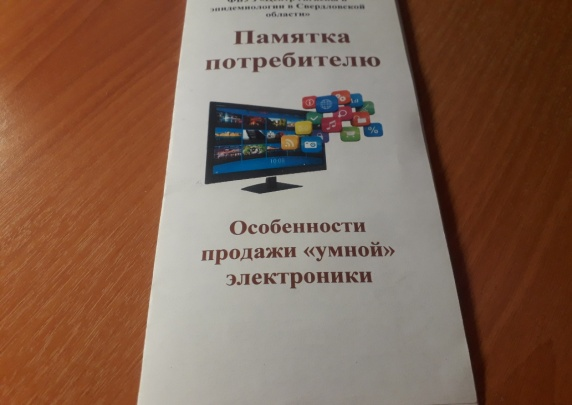 эпидемиологии в Свердловской
области»
Памятка
потребителю
Особенности
продажи «умной»
электроники